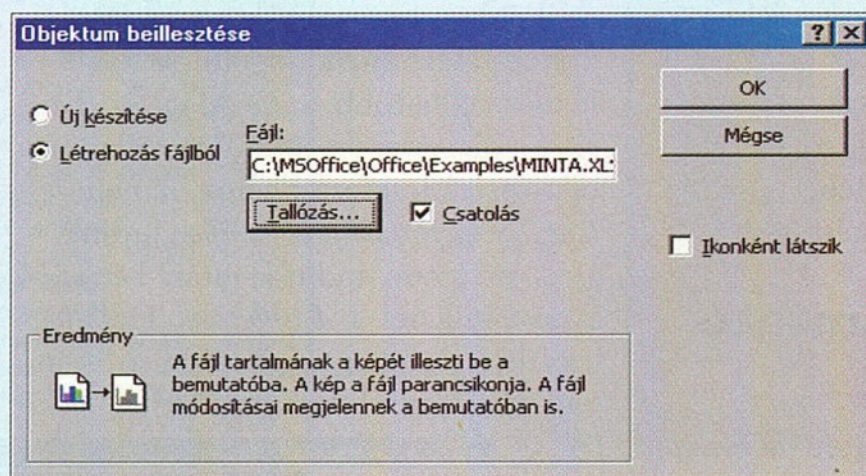 Objektum beillesztése
Új készítése
Létrehozás fájlból
Fájl:
C:\MSOffice\Office\Examples\MINTA.XL
Tallózás...
Csatolás
OK
Mégse
Ikonként látszik
Eredmény
A fájl tartalmának a képét illeszti be a
bemutatóba. A kép a fájl parancsikonja. A fájl
módosításai megjelennek a bemutatóban is.